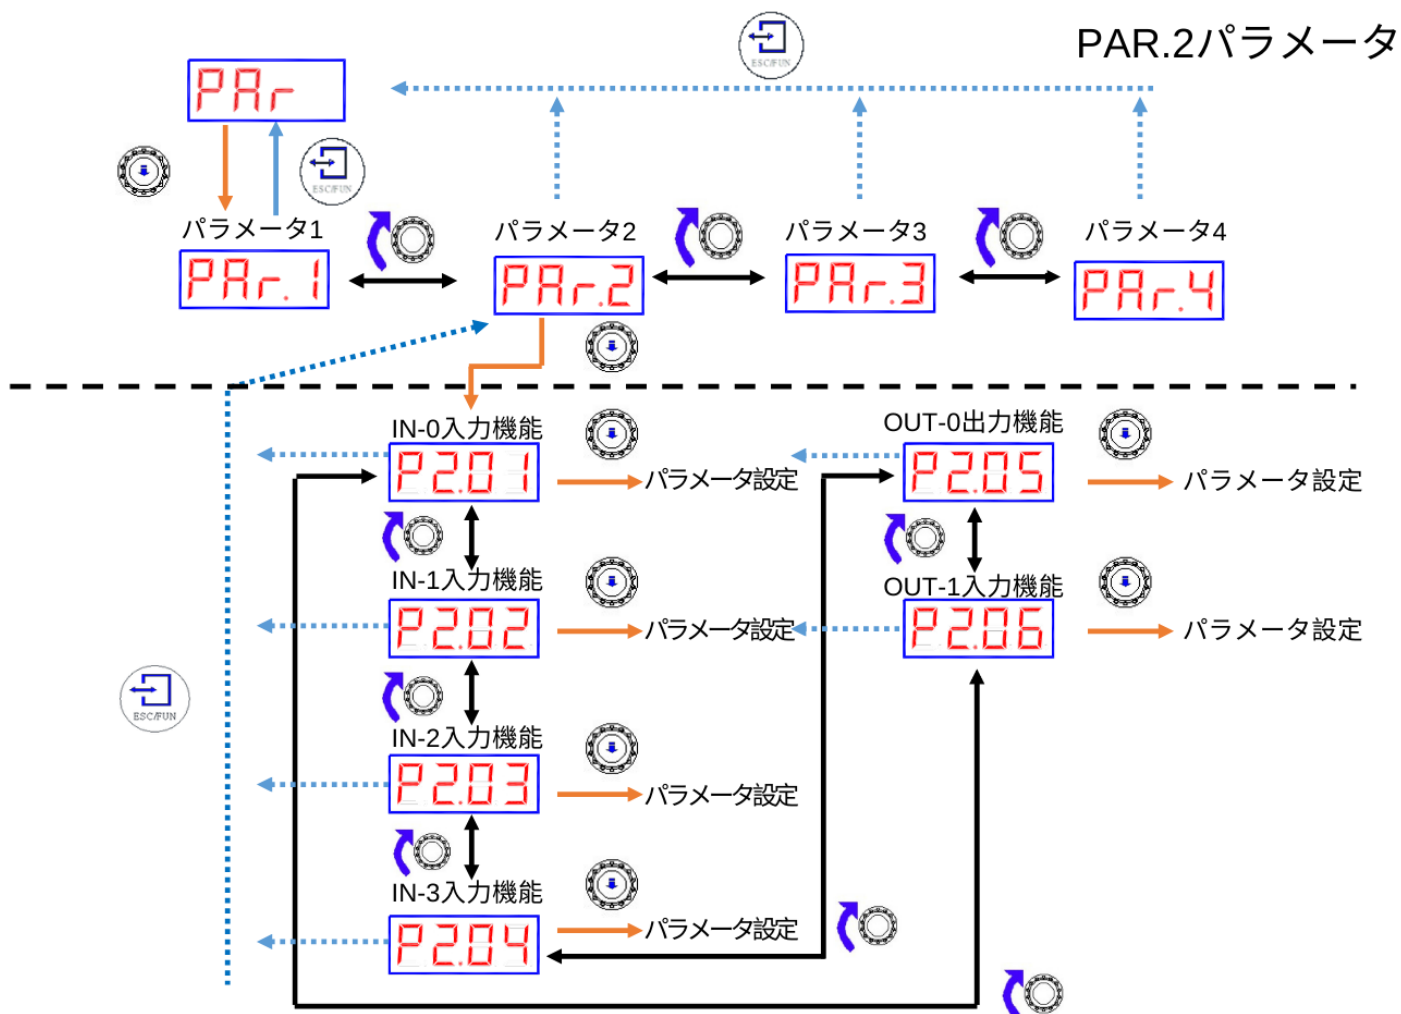 PAR.2パラメータ
ESC/FUN
PAr
ESC/FUN
パラメータ1
パラメータ2
パラメータ3
パラメータ4
PAr.1
PAr.2
PAr.3
PAr.4
IN-0入力機能
OUT-0出力機能
P2.01
パラメータ設定
P2.05
パラメータ設定
IN-1入力機能
OUT-1入力機能
P2.02
パラメータ設定
P2.06
パラメータ設定
ESC/FUN
IN-2入力機能
P2.03
パラメータ設定
IN-3入力機能
P2.04
パラメータ設定